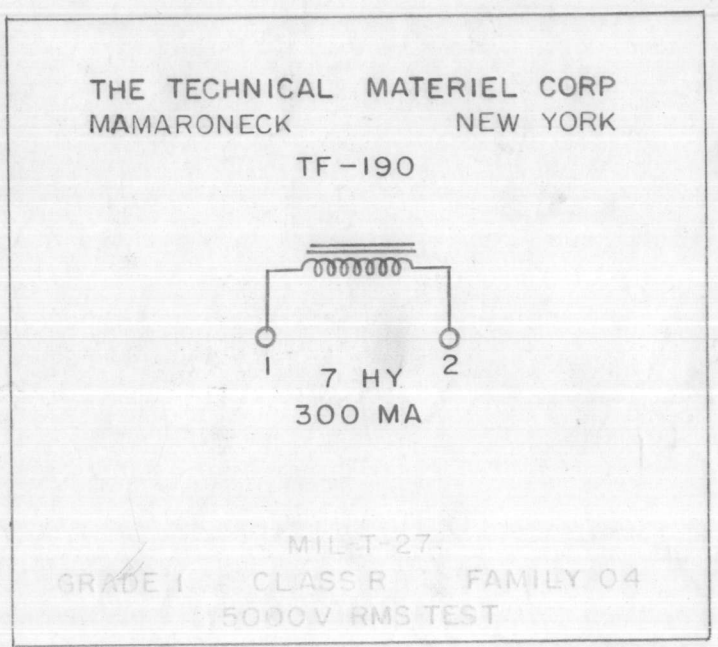 THE TECHNICAL MATERIEL CORP
MAMARONECK NEW YORK
TF-190
1 2
7 HY
300 MA
MIL-T-27
GRADE 1 CLASS R FAMILY 04
5000V RMS TEST